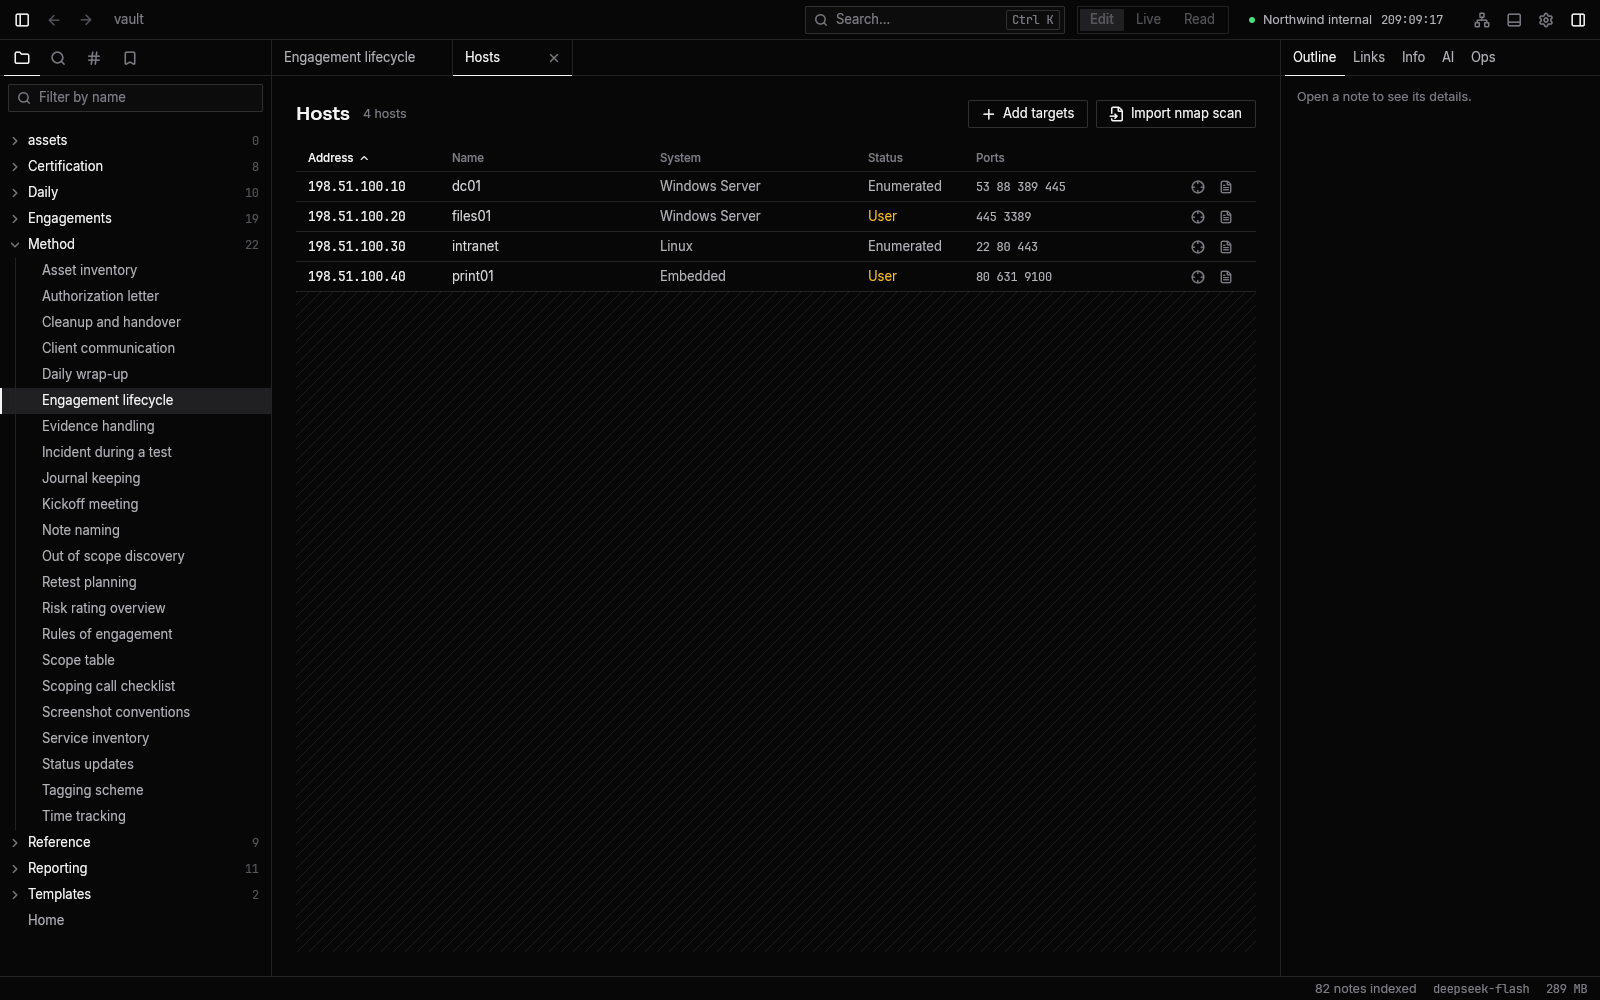 vault
Search...
Ctrl K
Edit Live Read
Northwind internal 209:09:17
Engagement lifecycle
Hosts
Outline Links Info AI Ops
Filter by name
Open a note to see its details.
assets 0
Certification 8
Daily 10
Engagements 19
Method 22
Asset inventory
Authorization letter
Cleanup and handover
Client communication
Daily wrap-up
Engagement lifecycle
Evidence handling
Incident during a test
Journal keeping
Kickoff meeting
Note naming
Out of scope discovery
Retest planning
Risk rating overview
Rules of engagement
Scope table
Scoping call checklist
Screenshot conventions
Service inventory
Status updates
Tagging scheme
Time tracking
Reference 9
Reporting 11
Templates 2
Home
Hosts 4 hosts
Add targets
Import nmap scan
Address Name System Status Ports
198.51.100.10 dc01 Windows Server Enumerated 53 88 389 445
198.51.100.20 files01 Windows Server User 445 3389
198.51.100.30 intranet Linux Enumerated 22 80 443
198.51.100.40 print01 Embedded User 80 631 9100
82 notes indexed deepseek-flash 289 MB